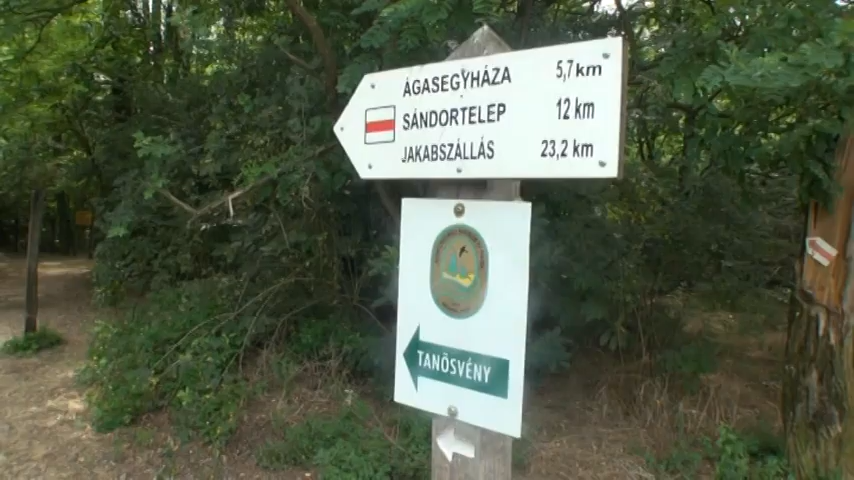 ÁGASEGYHÁZA 5,7 km
SÁNDORTELEP 12 km
JAKABSZÁLLÁS 23,2 km
TANÖSVÉNY